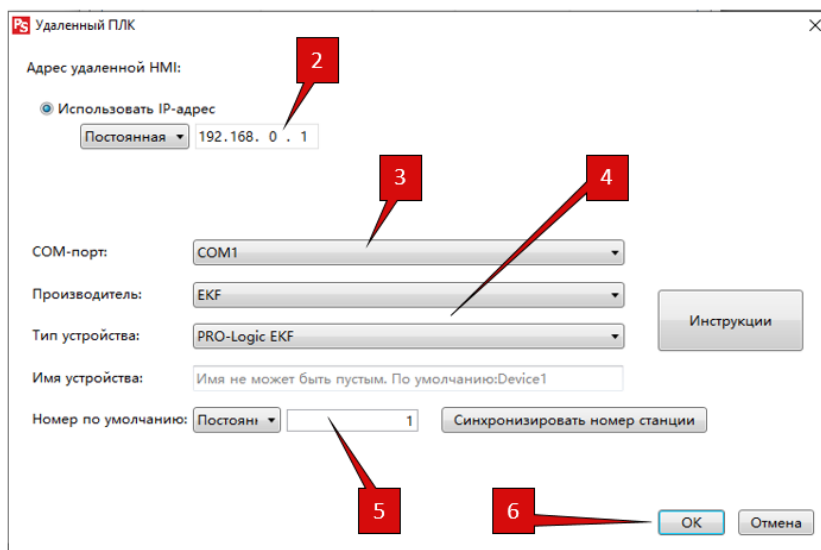 PS Удаленный ПЛК
Адрес удаленной HMI:
2
Использовать IP-адрес
Постоянная 192.168. 0 . 1
3
4
COM-порт: COM1
Производитель: EKF
Тип устройства: PRO-Logic EKF
Инструкции
Имя устройства: Имя не может быть пустым. По умолчанию:Device1
Номер по умолчанию: Постоян 1 Синхронизировать номер станции
5
6
OK Отмена